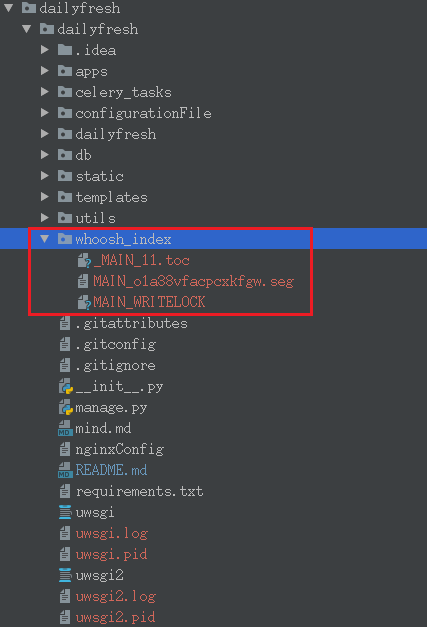 dailyfresh
dailyfresh
.idea
apps
celery_tasks
configurationFile
dailyfresh
db
static
templates
utils
whoosh_index
_MAIN_11.toc
MAIN_o1a38vfacpcxkfgw.seg
MAIN_WRITELOCK
.gitattributes
.gitconfig
.gitignore
__init__.py
manage.py
mind.md
nginxConfig
README.md
requirements.txt
uwsgi
uwsgi.log
uwsgi.pid
uwsgi2
uwsgi2.log
uwsgi2.pid